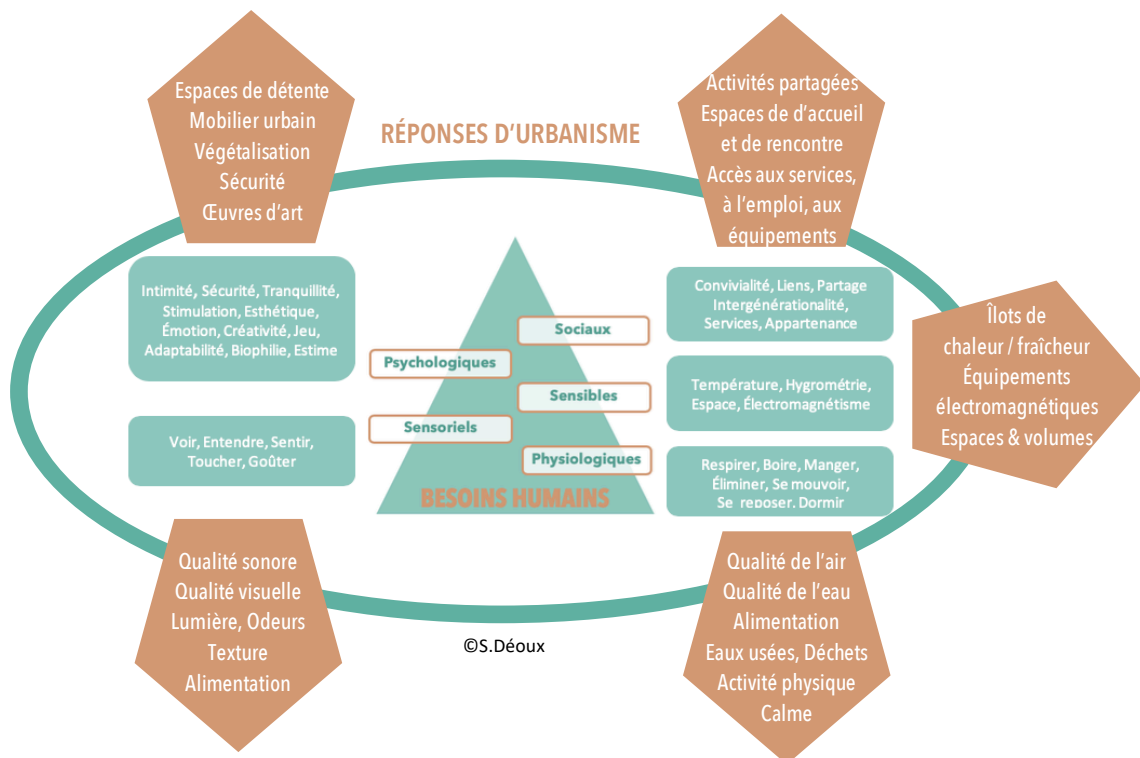 Espaces de détente
Mobilier urbain
Végétalisation
Sécurité
Œuvres d'art
RÉPONSES D'URBANISME
Activités partagées
Espaces de d'accueil
et de rencontre
Accès aux services,
à l'emploi, aux
équipements
Intimité, Sécurité, Tranquillité,
Stimulation, Esthétique,
Émotion, Créativité, Jeu,
Adaptabilité, Biophilie, Estime
Sociaux
Convivialité, Liens, Partage
Intergénérationalité,
Services, Appartenance
Îlots de
chaleur / fraîcheur
Équipements
électromagnétiques
Espaces & volumes
Psychologiques
Sensibles
Température, Hygrométrie,
Espace, Électromagnétisme
Voir, Entendre, Sentir,
Toucher, Goûter
Sensoriels
Physiologiques
Respirer, Boire, Manger,
Éliminer, Se mouvoir,
Se reposer, Dormir
BESOINS HUMAINS
Qualité sonore
Qualité visuelle
Lumière, Odeurs
Texture
Alimentation
©S.Déoux
Qualité de l'air
Qualité de l'eau
Alimentation
Eaux usées, Déchets
Activité physique
Calme